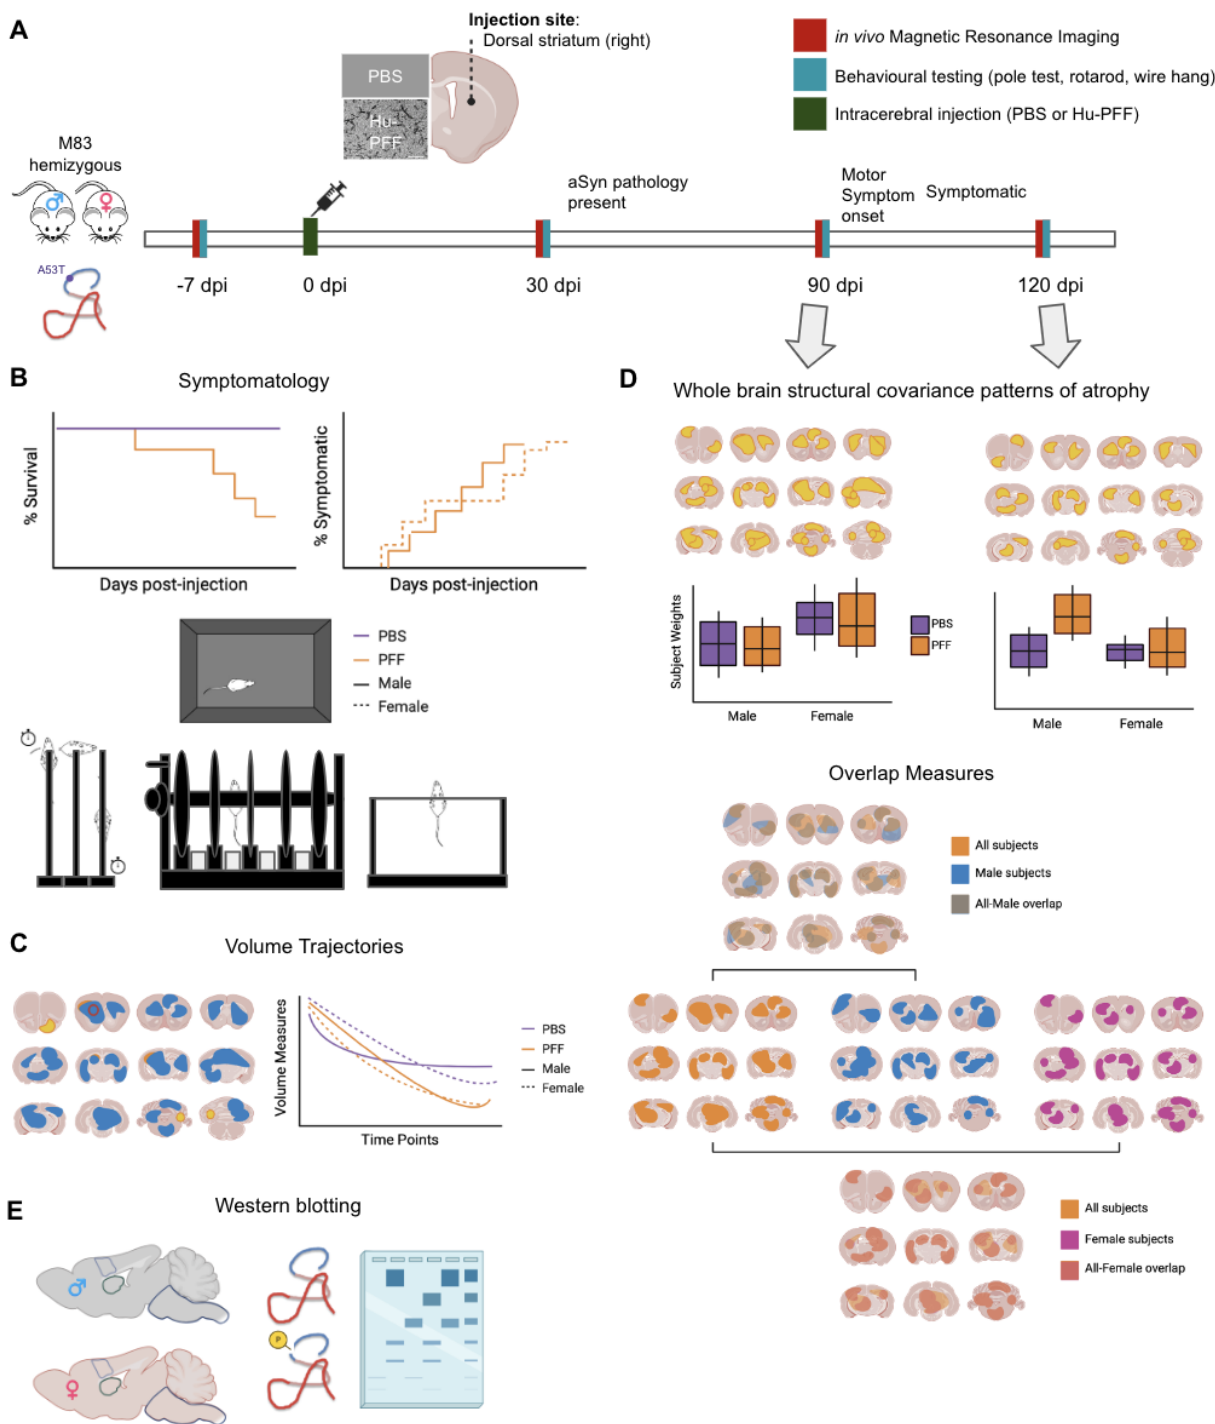 A
Injection site:
Dorsal striatum (right)
PBS
Hu-
PFF
in vivo Magnetic Resonance Imaging
Behavioural testing (pole test, rotarod, wire hang)
Intracerebral injection (PBS or Hu-PFF)
M83
hemizygous
♂ ♀
A53T
aSyn pathology
present
Motor
Symptom
onset
Symptomatic
-7 dpi
0 dpi
30 dpi
90 dpi
120 dpi
B
Symptomatology
% Survival
Days post-injection
% Symptomatic
Days post-injection
PBS
PFF
Male
Female
C
Volume Trajectories
Volume Measures
Time Points
PBS
PFF
Male
Female
D
Whole brain structural covariance patterns of atrophy
Subject Weights
Male
Female
PBS
PFF
Male
Female
Overlap Measures
All subjects
Male subjects
All-Male overlap
All subjects
Female subjects
All-Female overlap
E
Western blotting
♂
♀
P